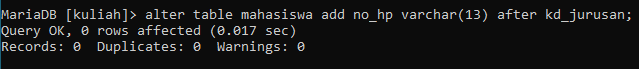 MariaDB [kuliah]> alter table mahasiswa add no_hp varchar(13) after kd_jurusan;
Query OK, 0 rows affected (0.017 sec)
Records: 0  Duplicates: 0  Warnings: 0